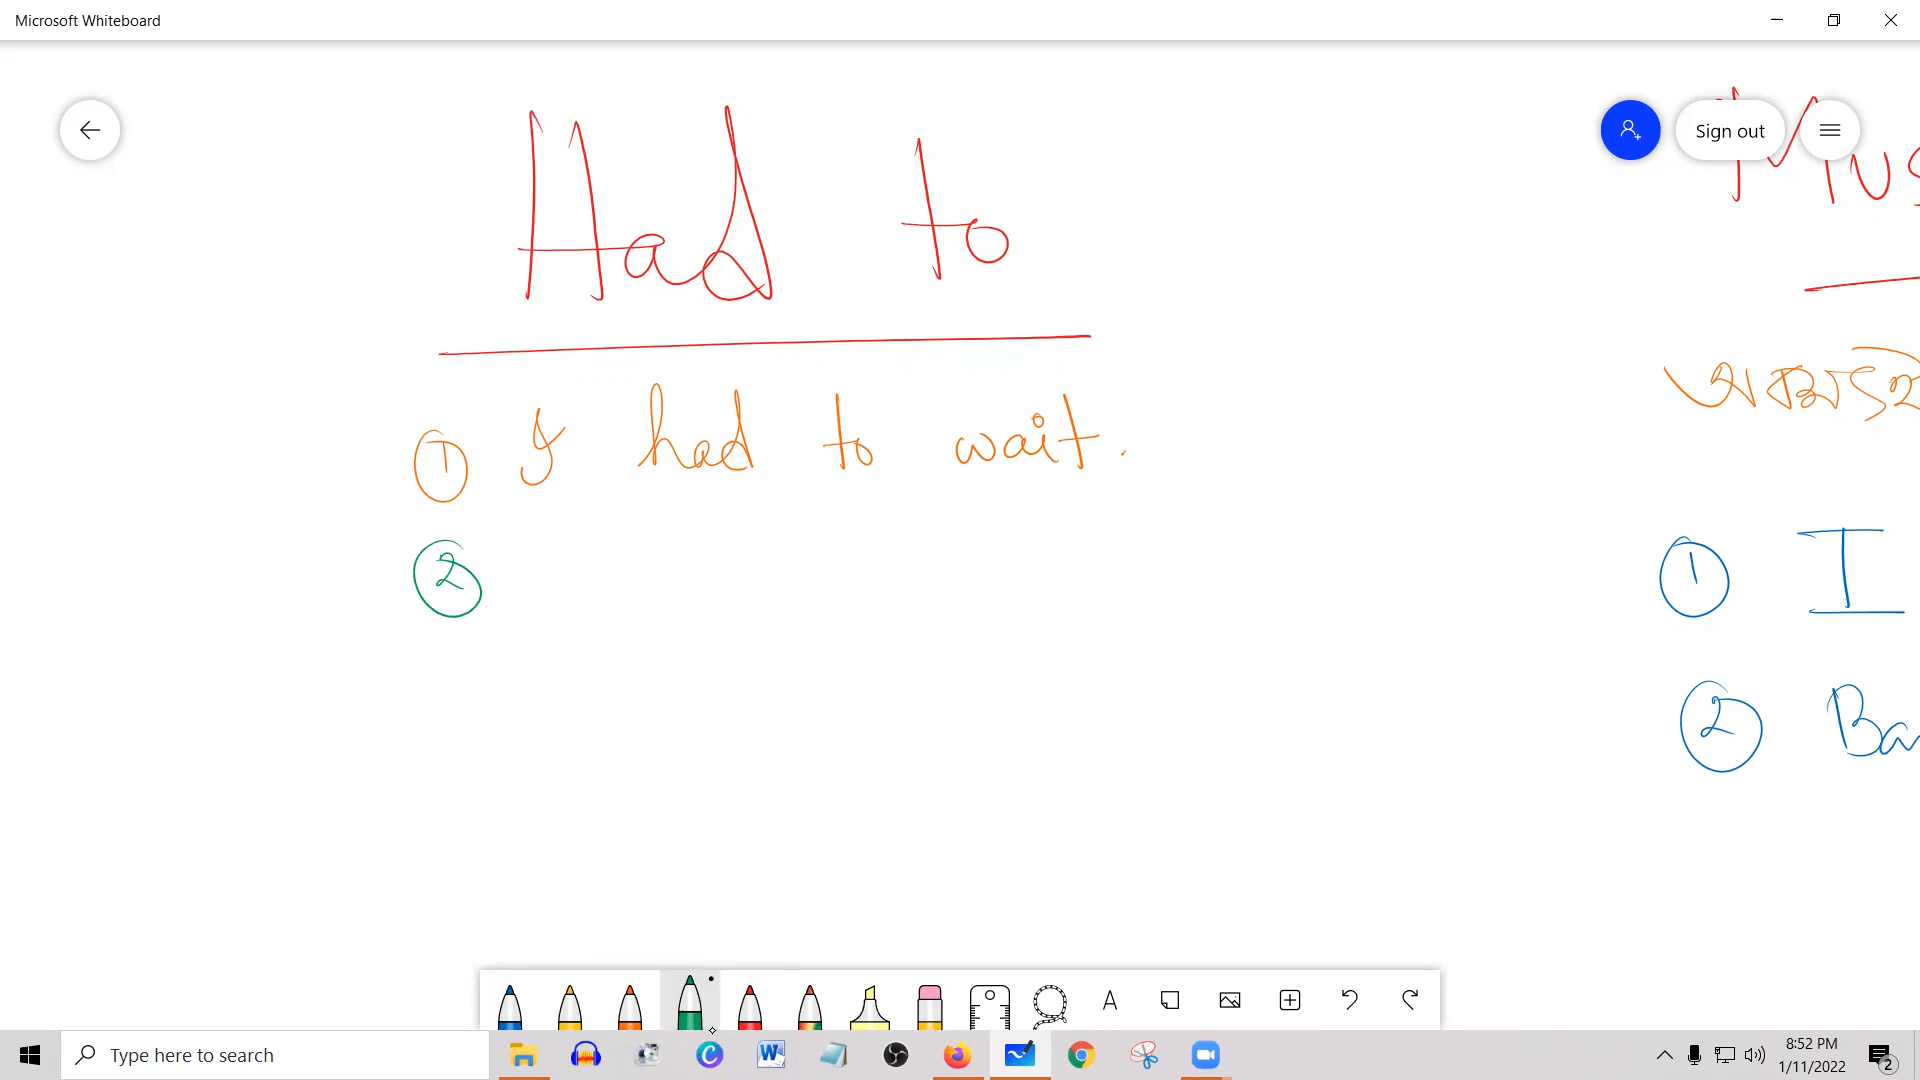 Microsoft Whiteboard
Sign out
Had to
① I had to wait.
②
① I
②
Type here to search
8:52 PM
1/11/2022
2